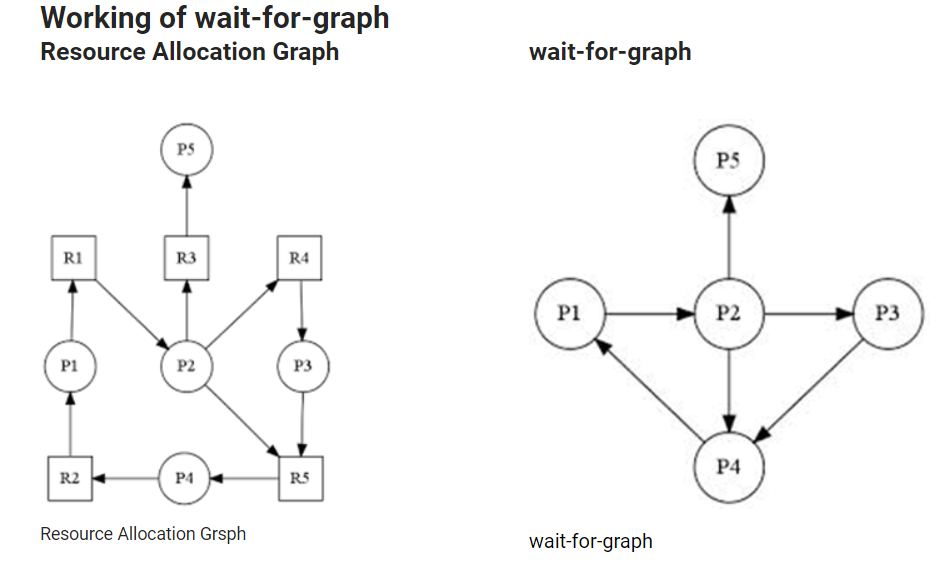 Working of wait-for-graph
Resource Allocation Graph
wait-for-graph
P5
R1
R3
R4
P1
P2
P3
R2
P4
R5
Resource Allocation Grsph
P5
P1
P2
P3
P4
wait-for-graph